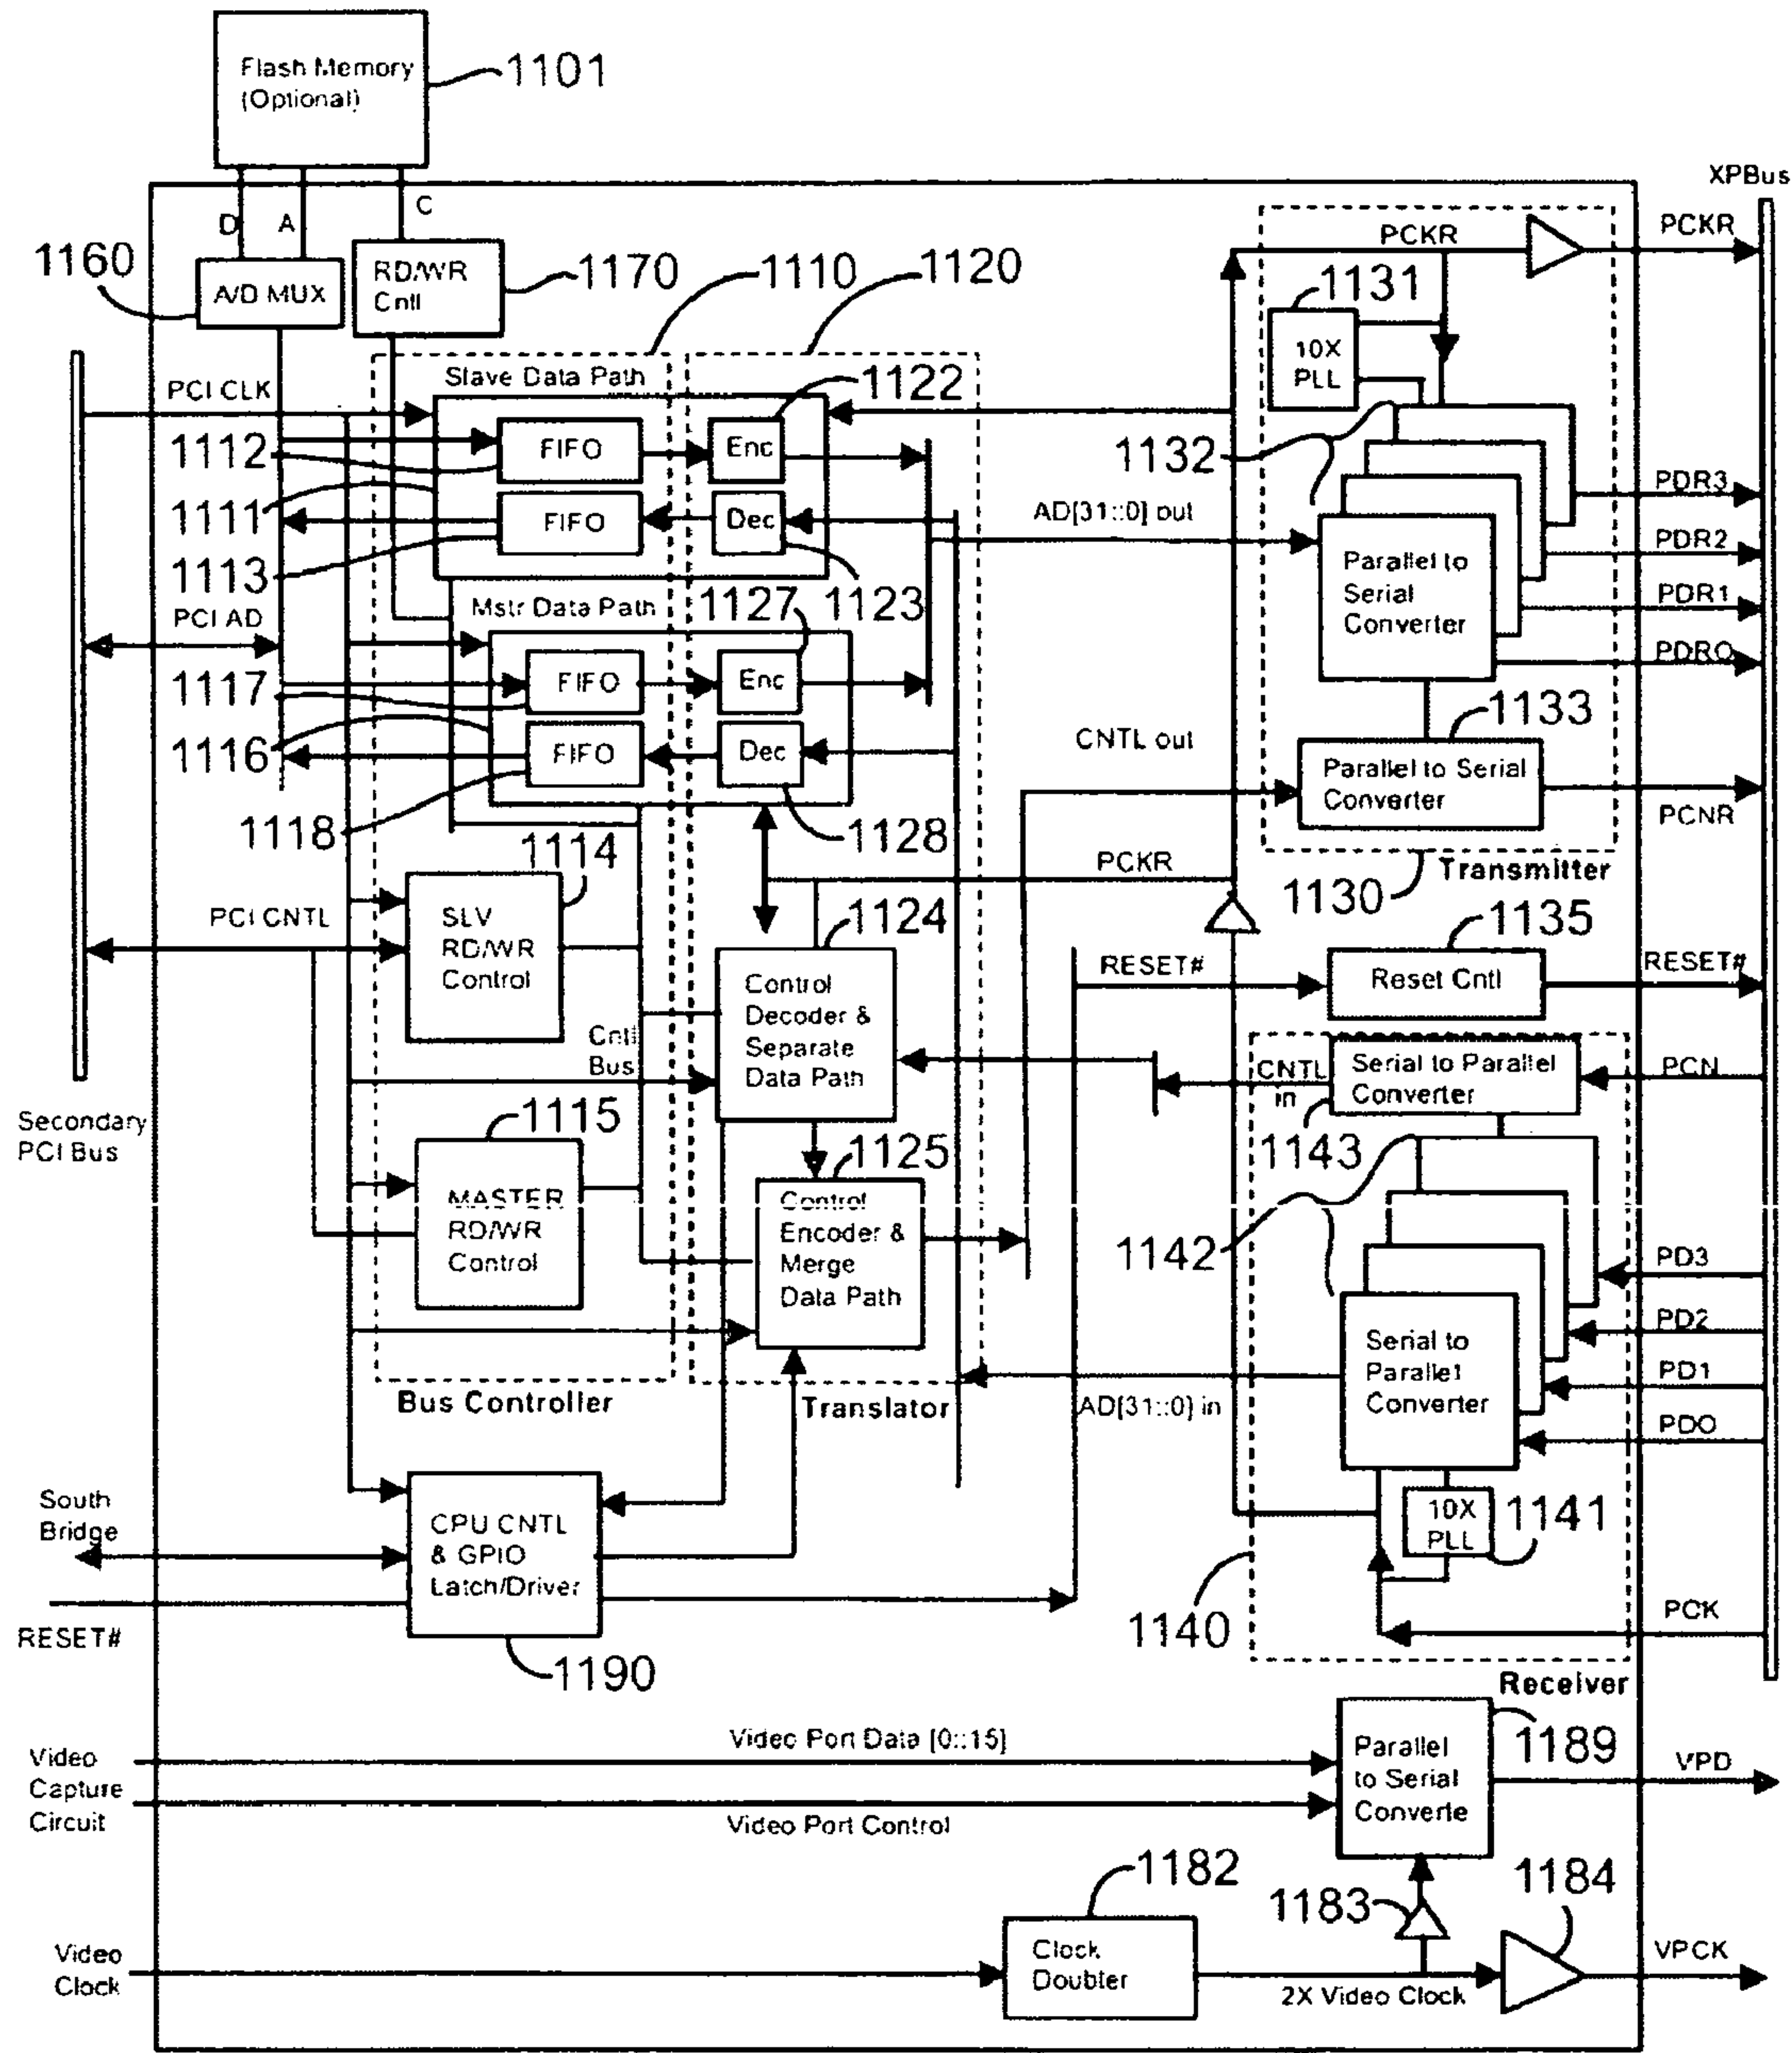 Flash Memory
(Optional)
1101
XPBus
D
A
C
1160
A/D MUX
RD/WR
Cntl
1170
1110
1120
PCKR
PCKR
1131
10X
PLL
PCI CLK
Slave Data Path
1122
1112
FIFO
Enc
1132
1111
FIFO
Dec
AD[31::0] out
PDR3
PDR2
1113
1123
Parallel to
Serial
Converter
PDR1
PDRO
PCI AD
Mstr Data Path
1127
1117
FIFO
Enc
1116
FIFO
Dec
CNTL out
1133
Parallel to Serial
Converter
PCNR
1118
1128
1114
PCKR
1130
Transmitter
PCI CNTL
SLV
RD/WR
Control
1124
1135
RESET#
Reset Cntl
RESET#
Control
Decoder &
Separate
Data Path
Cntl
Bus
CNTL
in
Serial to Parallel
Converter
PCN
Secondary
PCI Bus
1115
1125
1143
MASTER
RD/WR
Control
Control
Encoder &
Merge
Data Path
1142
PD3
PD2
Serial to
Parallel
Converter
PD1
PDO
Bus Controller
Translator
AD[31::0] in
South
Bridge
CPU CNTL
& GPIO
Latch/Driver
10X
PLL
1141
RESET#
1190
1140
PCK
Receiver
Video
Capture
Circuit
Video Port Data [0::15]
Video Port Control
Parallel
to Serial
Converte
1189
VPD
1182
1183
1184
Video
Clock
Clock
Doubler
2X Video Clock
VPCK